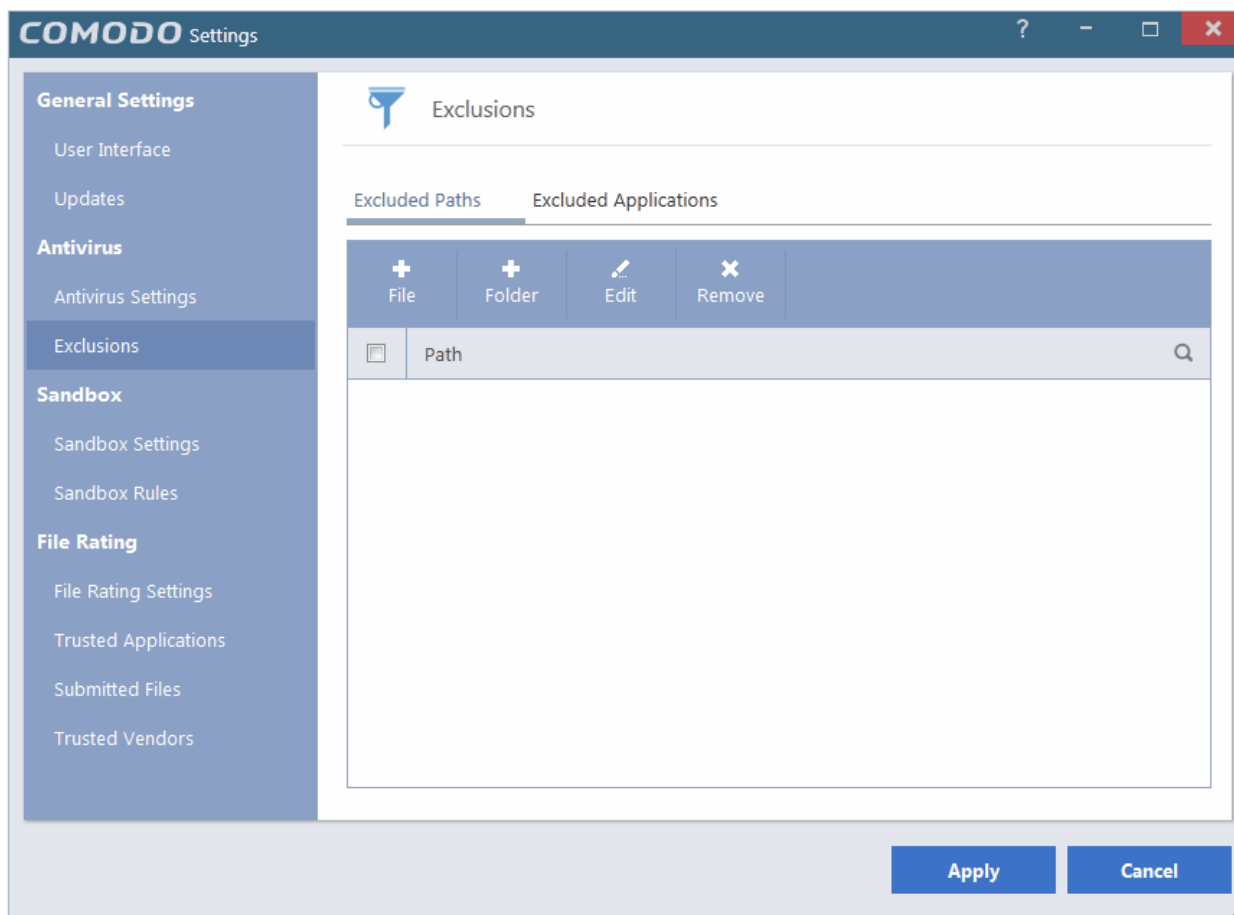 COMODO Settings
?
General Settings
User Interface
Updates
Antivirus
Antivirus Settings
Exclusions
Sandbox
Sandbox Settings
Sandbox Rules
File Rating
File Rating Settings
Trusted Applications
Submitted Files
Trusted Vendors
Exclusions
Excluded Paths Excluded Applications
File Folder Edit Remove
Path
Apply Cancel